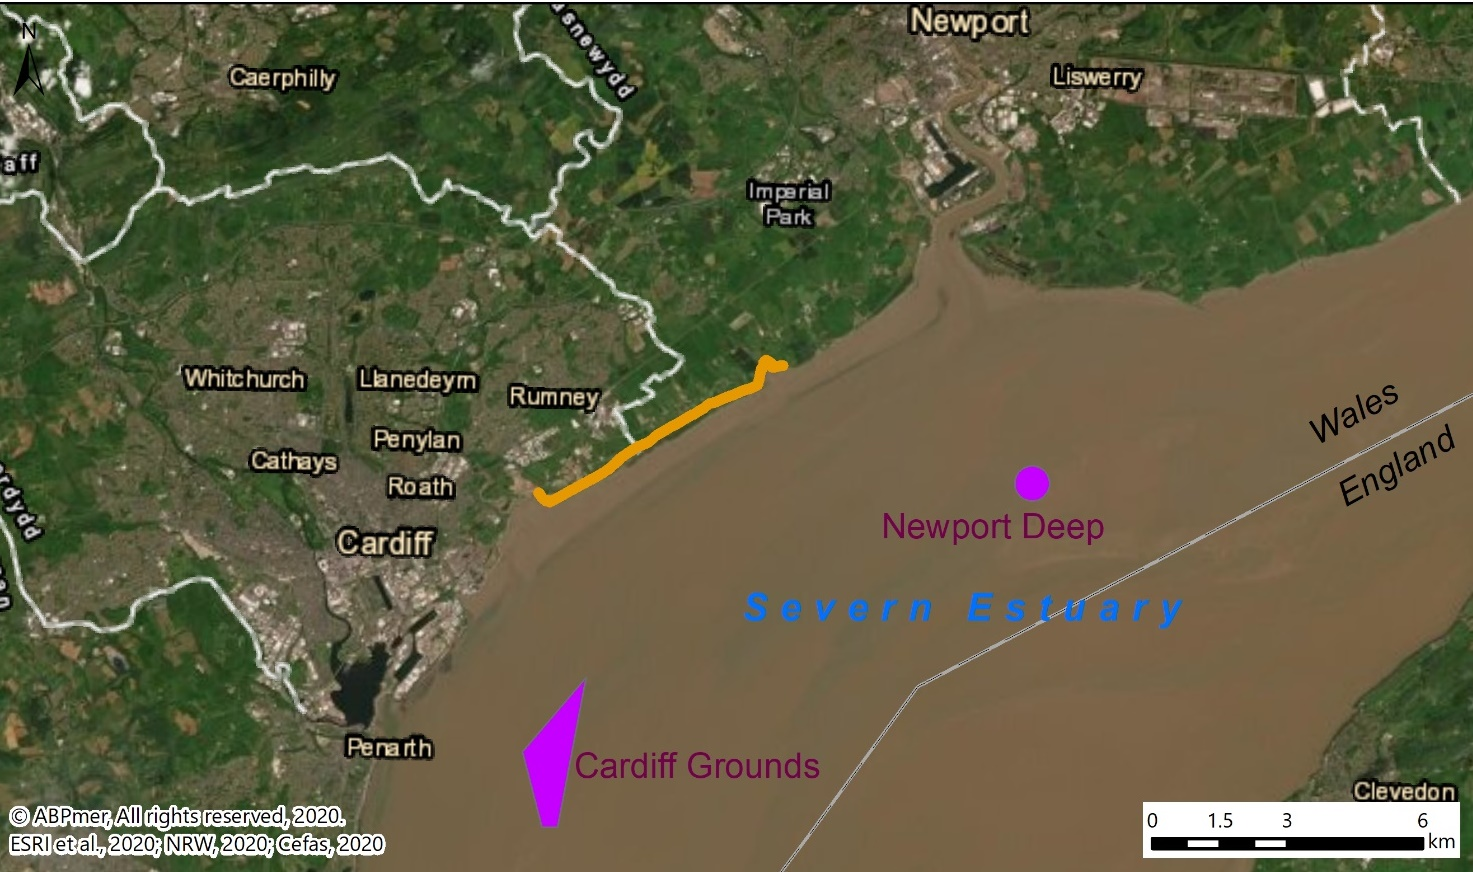 N
Newport
Caerphilly
Liswerry
Imperial
Park
Whitchurch
Llanedeyrn
Rumney
Penylan
Cathays
Roath
Cardiff
Wales
England
Newport Deep
Severn Estuary
Penarth
Cardiff Grounds
Clevedon
© ABPmer, All rights reserved, 2020.
ESRI et al., 2020; NRW, 2020; Cefas, 2020
0 1.5 3 6
km